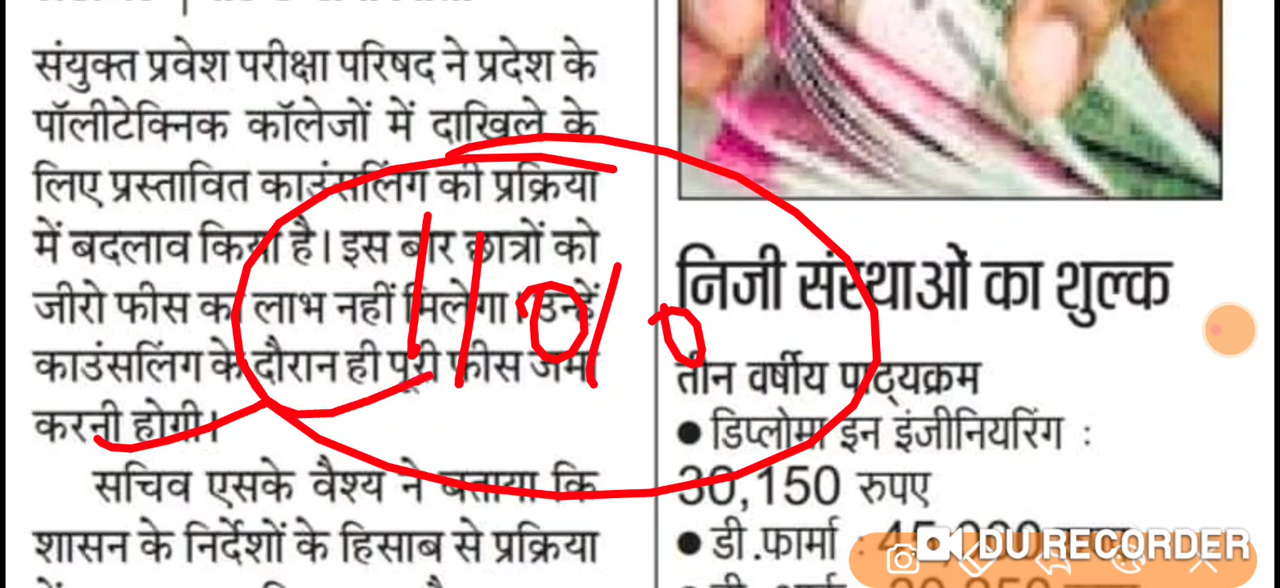 संयुक्त प्रवेश परीक्षा परिषद ने प्रदेश के
पॉलीटेक्निक कॉलेजों में दाखिले के
लिए प्रस्तावित काउंसलिंग की प्रक्रिया
में बदलाव किया है। इस बार छात्रों को
जीरो फीस का लाभ नहीं मिलेगा। उन्हें
काउंसलिंग के दौरान ही पूरी फीस जमा
करनी होगी।
सचिव एसके वैश्य ने बताया कि
शासन के निर्देशों के हिसाब से प्रक्रिया
निजी संस्थाओं का शुल्क
तीन वर्षीय पाठ्यक्रम
● डिप्लोमा इन इंजीनियरिंग :
30,150 रुपए
● डी.फार्मा :
DU RECORDER